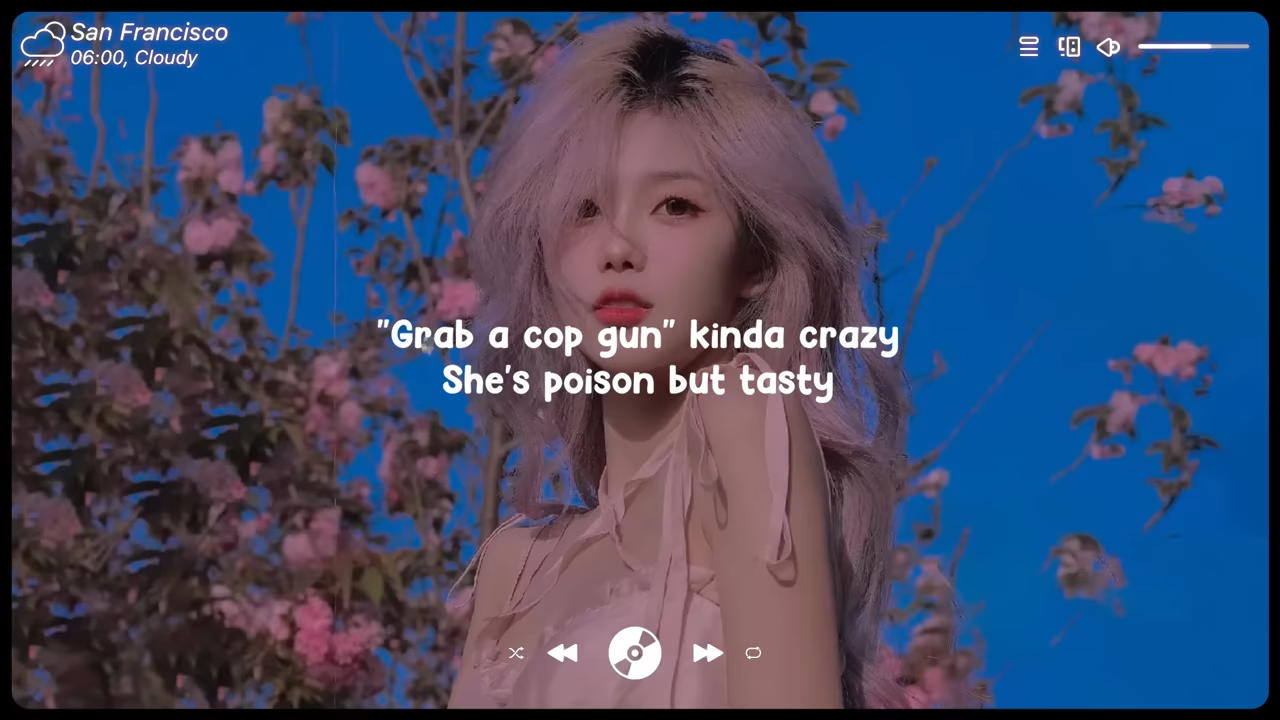 San Francisco
06:00, Cloudy
"Grab a cop gun" kinda crazy
She's poison but tasty